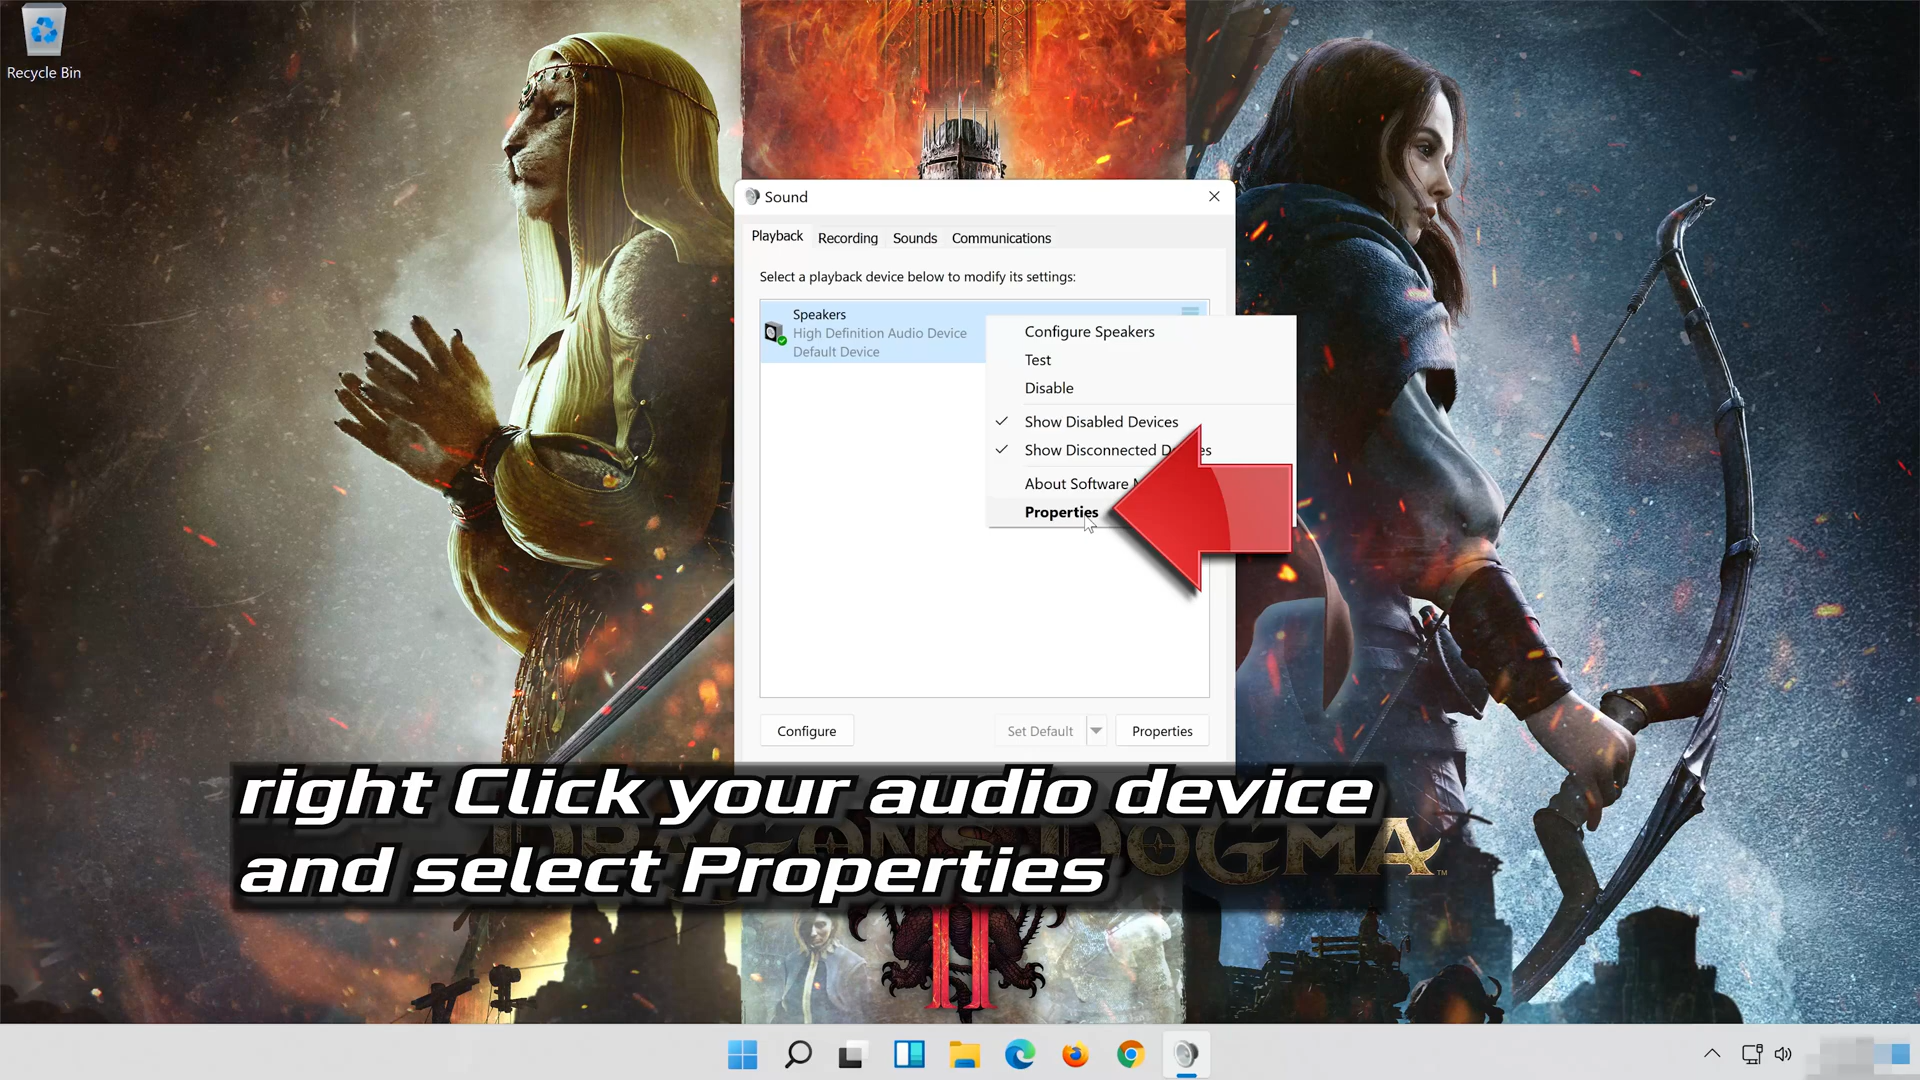 Recycle Bin
Sound
Playback
Recording
Sounds
Communications
Select a playback device below to modify its settings:
Speakers
High Definition Audio Device
Default Device
Configure Speakers
Test
Disable
Show Disabled Devices
Show Disconnected
About Software
Properties
Configure
Set Default
Properties
right Click your audio device
and select Properties
DOGMA™
II